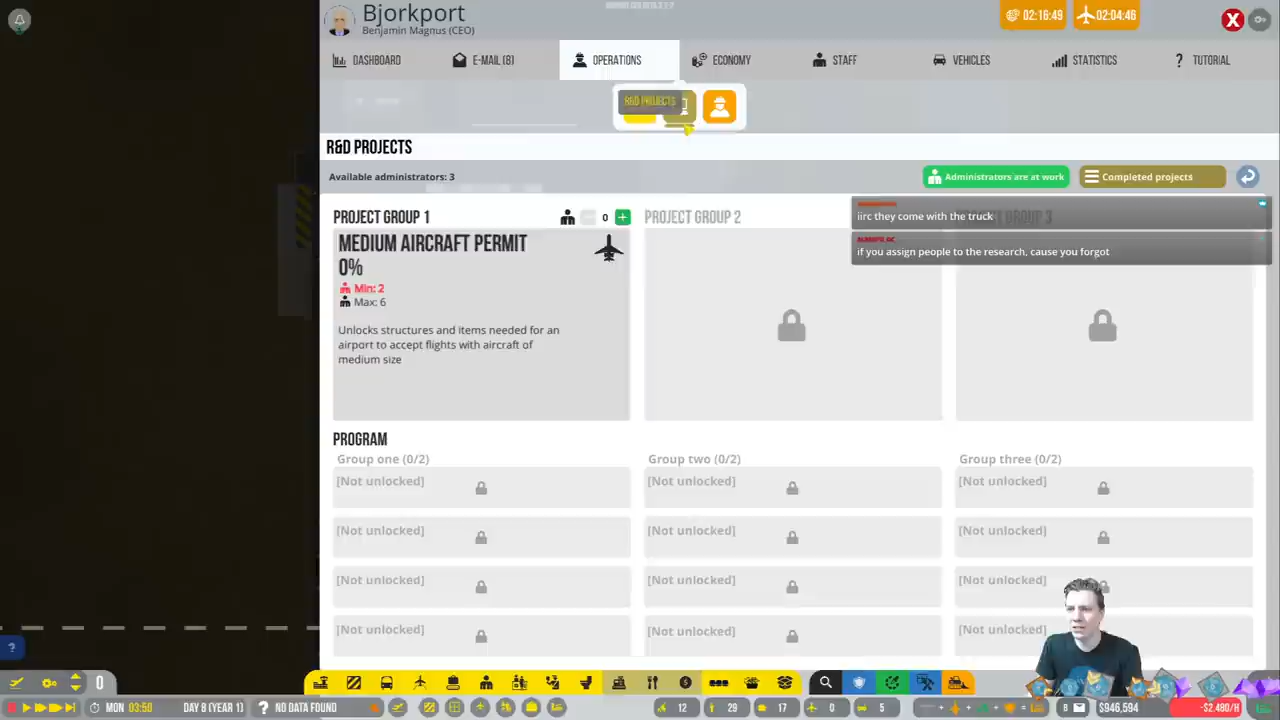 Bjorkport
Benjamin Magnus (CEO)
02:16:49
02:04:46
DASHBOARD
E-MAIL (8)
OPERATIONS
ECONOMY
STAFF
VEHICLES
STATISTICS
? TUTORIAL
R&D PROJECTS
R&D PROJECTS
Available administrators: 3
Administrators are at work
Completed projects
PROJECT GROUP 1
0
PROJECT GROUP 2
iirc they come with the truck
MEDIUM AIRCRAFT PERMIT
0%
Min: 2
Max: 6
if you assign people to the research, cause you forgot
Unlocks structures and items needed for an
airport to accept flights with aircraft of
medium size
PROGRAM
Group one (0/2)
Group two (0/2)
Group three (0/2)
[Not unlocked]
[Not unlocked]
[Not unlocked]
[Not unlocked]
[Not unlocked]
[Not unlocked]
[Not unlocked]
[Not unlocked]
[Not unlocked]
[Not unlocked]
[Not unlocked]
[Not unlocked]
?
0
MON 03:50
DAY 8 (YEAR 1)
? NO DATA FOUND
12
29
17
0
5
8
$946,594
-$2,480/H